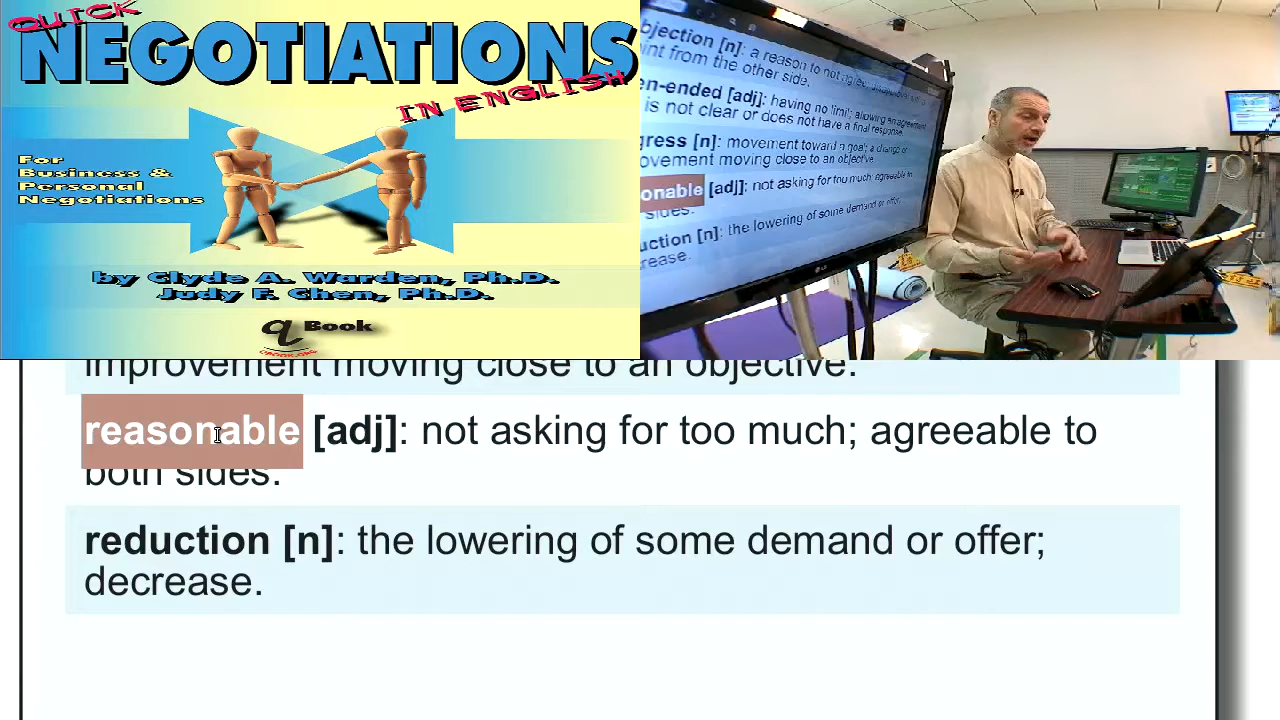 QUICK
NEGOTIATIONS
IN ENGLISH
For
Business &
Personal
Negotiations
by Clyde A. Warden, Ph.D.
Judy F. Chen, Ph.D.
q Book
QBOOK.ORG
bjection [n]: a reason to not agree;
int from the other side.
en-ended [adj]: having no limit; allowing an agreement
is not clear or does not have a final response.
gress [n]: movement toward a goal; a change or
ovement moving close to an objective.
onable [adj]: not asking for too much; agreeable to
sides.
uction [n]: the lowering of some demand or offer;
rease.
LG
improvement moving close to an objective.
reasonable [adj]: not asking for too much; agreeable to
both sides.
reduction [n]: the lowering of some demand or offer;
decrease.